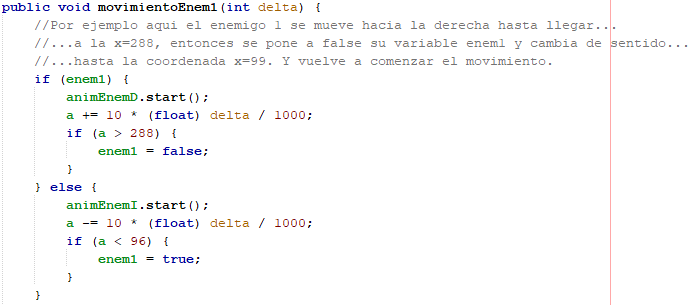 public void movimientoEnem1(int delta) {
//Por ejemplo aqui el enemigo 1 se mueve hacia la derecha hasta llegar...
//...a la x=288, entonces se pone a false su variable enem1 y cambia de sentido...
//...hasta la coordenada x=99. Y vuelve a comenzar el movimiento.
if (enem1) {
animEnemD.start();
a += 10 * (float) delta / 1000;
if (a > 288) {
enem1 = false;
}
} else {
animEnemI.start();
a -= 10 * (float) delta / 1000;
if (a < 96) {
enem1 = true;
}
}